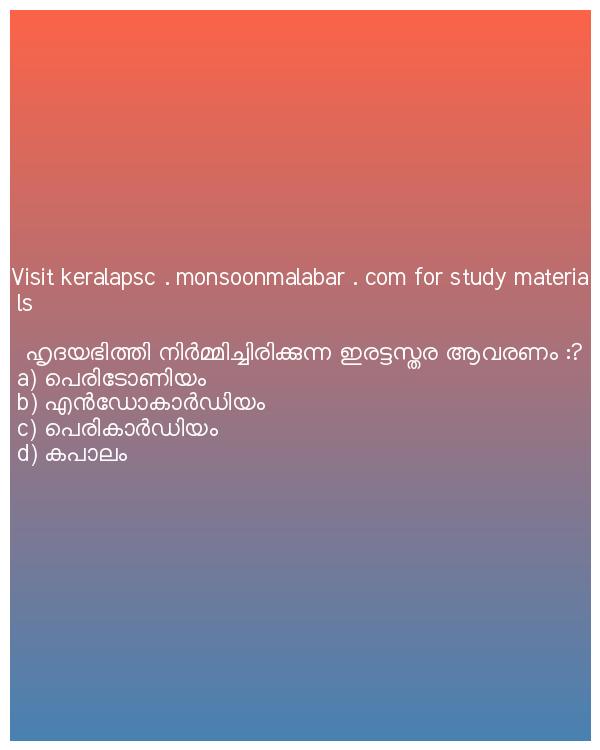 Visit keralapsc . monsoonmalabar . com for study materia
ls
ഹൃദയഭിത്തി നിർമ്മിച്ചിരിക്കുന്ന ഇരട്ടസ്തര ആവരണം :?
a) പെരിടോണിയം
b) എൻഡോകാർഡിയം
c) പെരികാർഡിയം
d) കപാലം